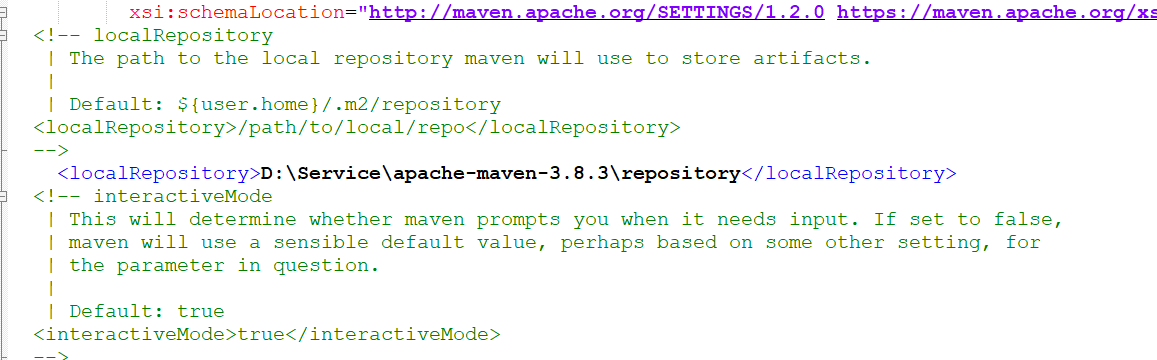 xsi:schemaLocation="http://maven.apache.org/SETTINGS/1.2.0 https://maven.apache.org/xs
<!-- localRepository
| The path to the local repository maven will use to store artifacts.
|
| Default: ${user.home}/.m2/repository
<localRepository>/path/to/local/repo</localRepository>
-->
<localRepository>D:\Service\apache-maven-3.8.3\repository</localRepository>
<!-- interactiveMode
| This will determine whether maven prompts you when it needs input. If set to false,
| maven will use a sensible default value, perhaps based on some other setting, for
| the parameter in question.
|
| Default: true
<interactiveMode>true</interactiveMode>
-->